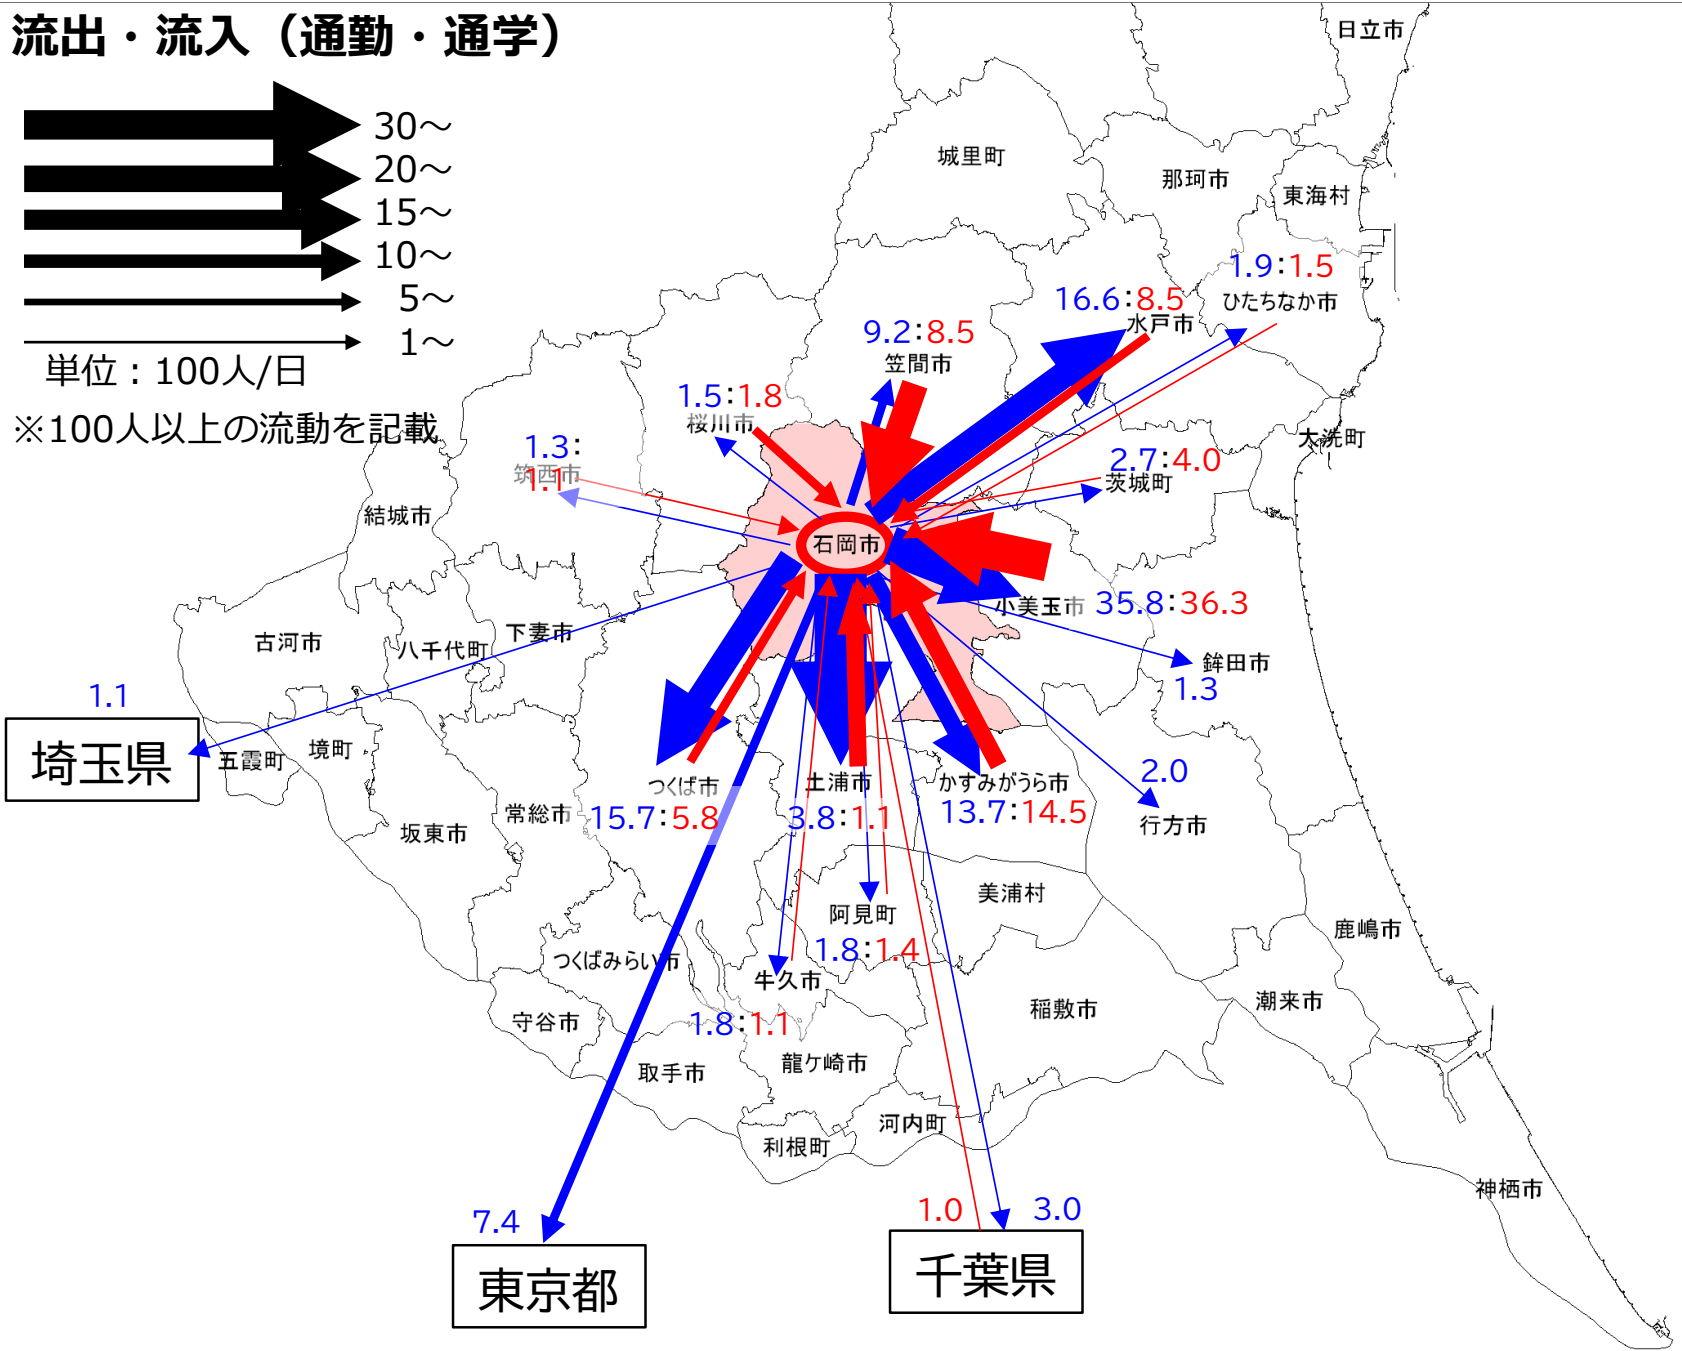 流出・流入（通勤・通学）
30～
20～
15～
10～
5～
1～
単位：100人/日
※100人以上の流動を記載
日立市
城里町
那珂市
東海村
1.9：1.5
ひたちなか市
16.6：8.5
水戸市
9.2：8.5
笠間市
1.5：1.8
桜川市
大洗町
1.3：
1.1
筑西市
2.7：4.0
茨城町
結城市
石岡市
小美玉市 35.8：36.3
古河市
八千代町
下妻市
鉾田市
1.3
1.1
埼玉県
五霞町
境町
つくば市
15.7：5.8
土浦市
3.8：1.1
かすみがうら市
13.7：14.5
2.0
行方市
坂東市
常総市
美浦村
阿見町
1.8：1.4
鹿嶋市
つくばみらい市
牛久市
1.8：1.1
守谷市
稲敷市
潮来市
取手市
龍ケ崎市
河内町
利根町
神栖市
7.4
東京都
1.0
3.0
千葉県